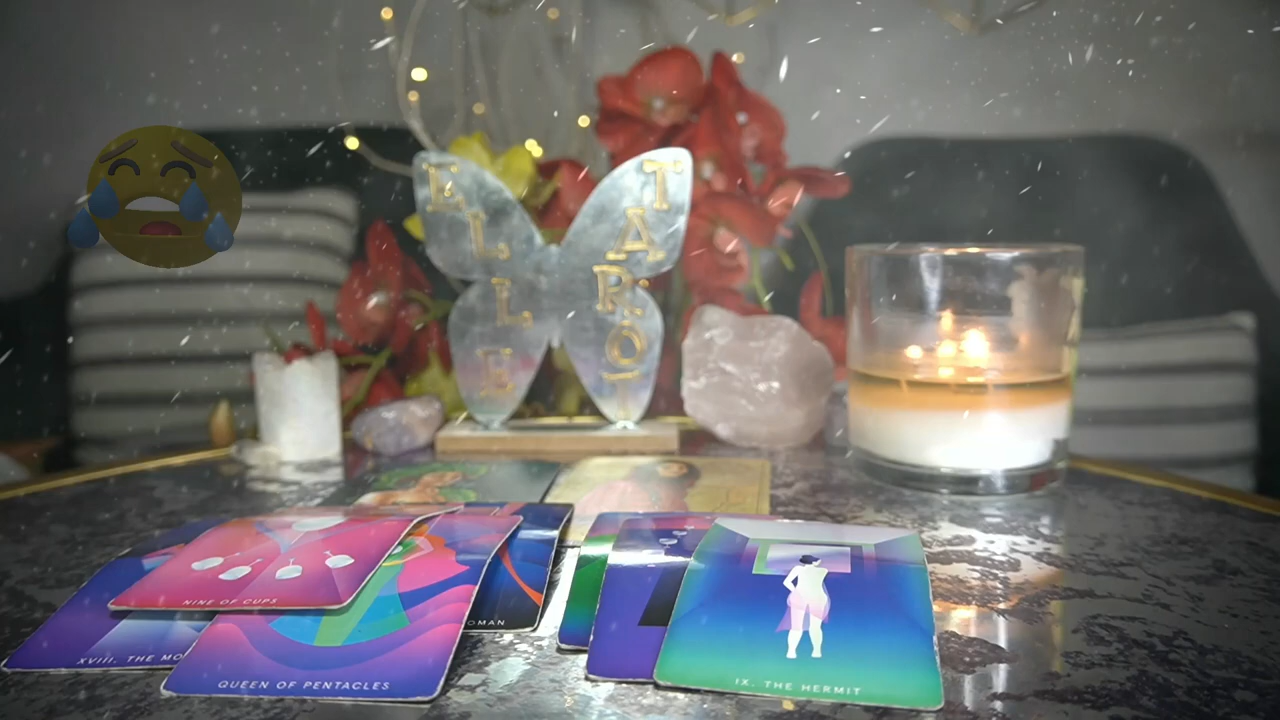 ELLE
TAROT
NINE OF CUPS
OMAN
XVIII. THE MO
QUEEN OF PENTACLES
IX. THE HERMIT